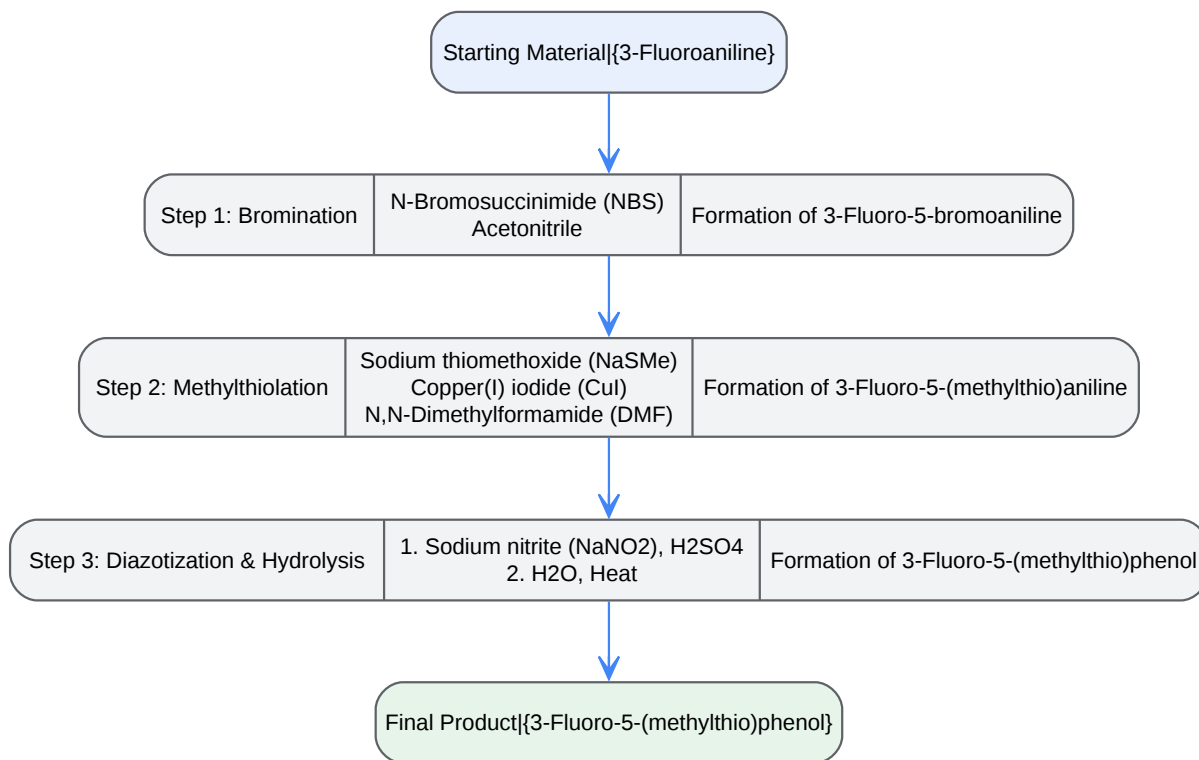 Starting Material|{3-Fluoroaniline}
Step 1: Bromination
N-Bromosuccinimide (NBS)
Acetonitrile
Formation of 3-Fluoro-5-bromoaniline
Step 2: Methylthiolation
Sodium thiomethoxide (NaSMe)
Copper(I) iodide (CuI)
N,N-Dimethylformamide (DMF)
Formation of 3-Fluoro-5-(methylthio)aniline
Step 3: Diazotization & Hydrolysis
1. Sodium nitrite (NaNO2), H2SO4
2. H2O, Heat
Formation of 3-Fluoro-5-(methylthio)phenol
Final Product|{3-Fluoro-5-(methylthio)phenol}